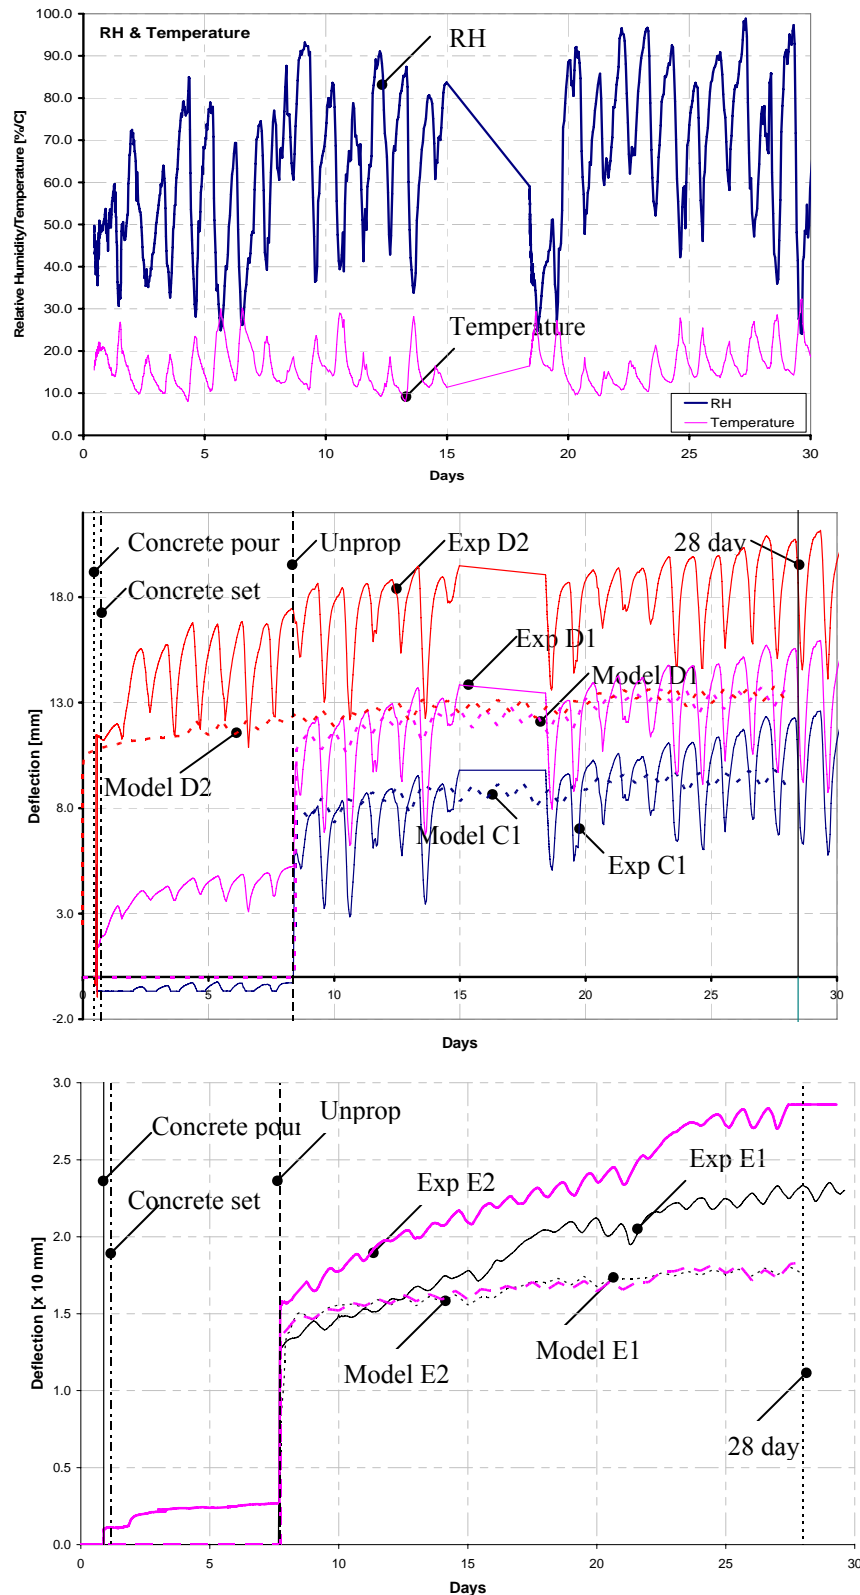 RH & Temperature
RH
Relative Humidity/Temperature [%/C]
100.0
90.0
80.0
70.0
60.0
50.0
40.0
30.0
20.0
10.0
0.0
Temperature
RH
Temperature
0 5 10 15 20 25 30
Days
Concrete pour
Unprop
Exp D2
28 day
Concrete set
Exp D1
Model D1
Model D2
Model C1
Exp C1
Deflection [mm]
18.0
13.0
8.0
3.0
-2.0
0 5 10 15 20 25 30
Days
Concrete pour
Unprop
Concrete set
Exp E2
Exp E1
Model E2
Model E1
28 day
Deflection [x 10 mm]
3.0
2.5
2.0
1.5
1.0
0.5
0.0
0 5 10 15 20 25 30
Days